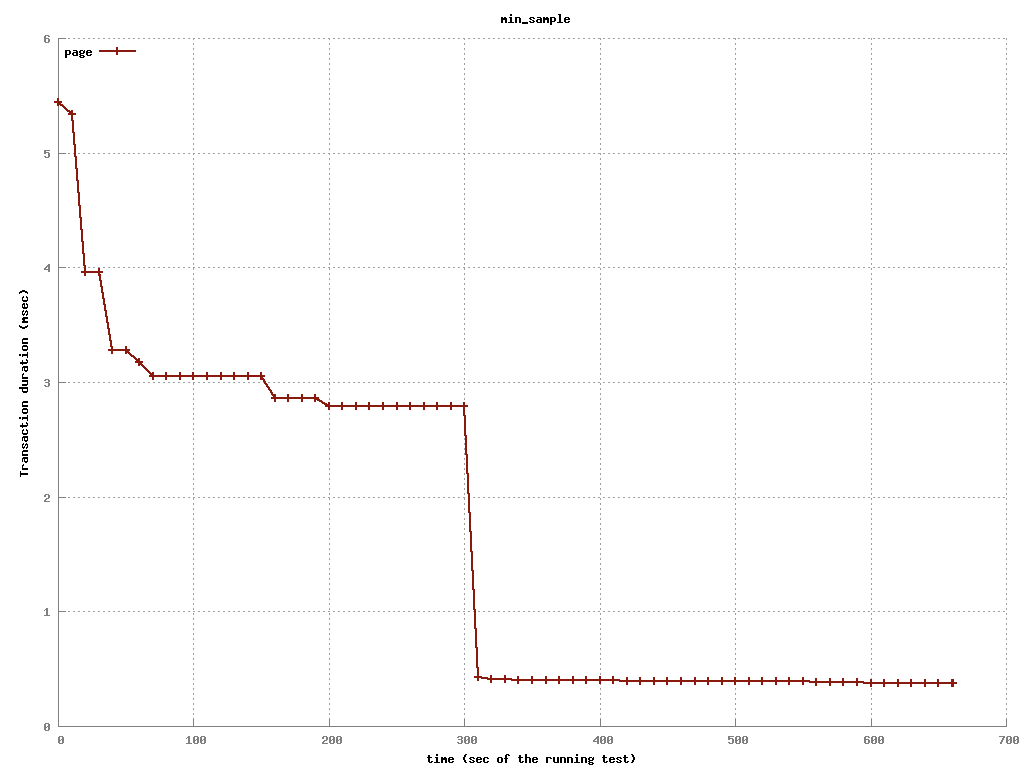 min_sample
page
6
5
4
3
2
1
0
Transaction duration (msec)
0 100 200 300 400 500 600 700
time (sec of the running test)